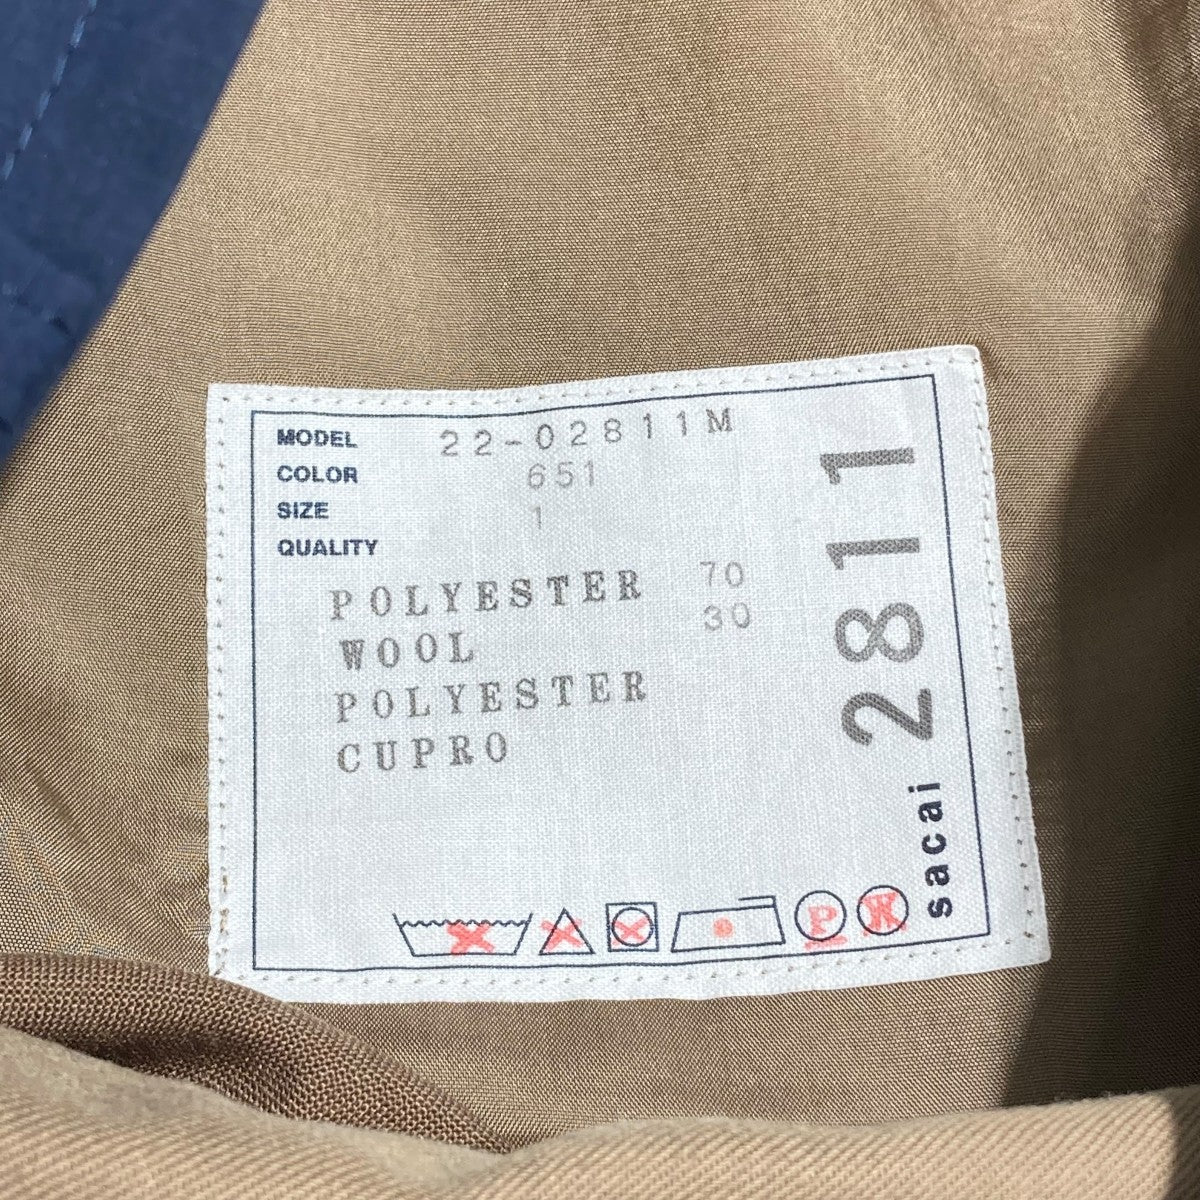 MODEL 22-02811M
COLOR 651
SIZE 1
QUALITY
POLYESTER 70
WOOL 30
POLYESTER
CUPRO
P W
sacai 2811